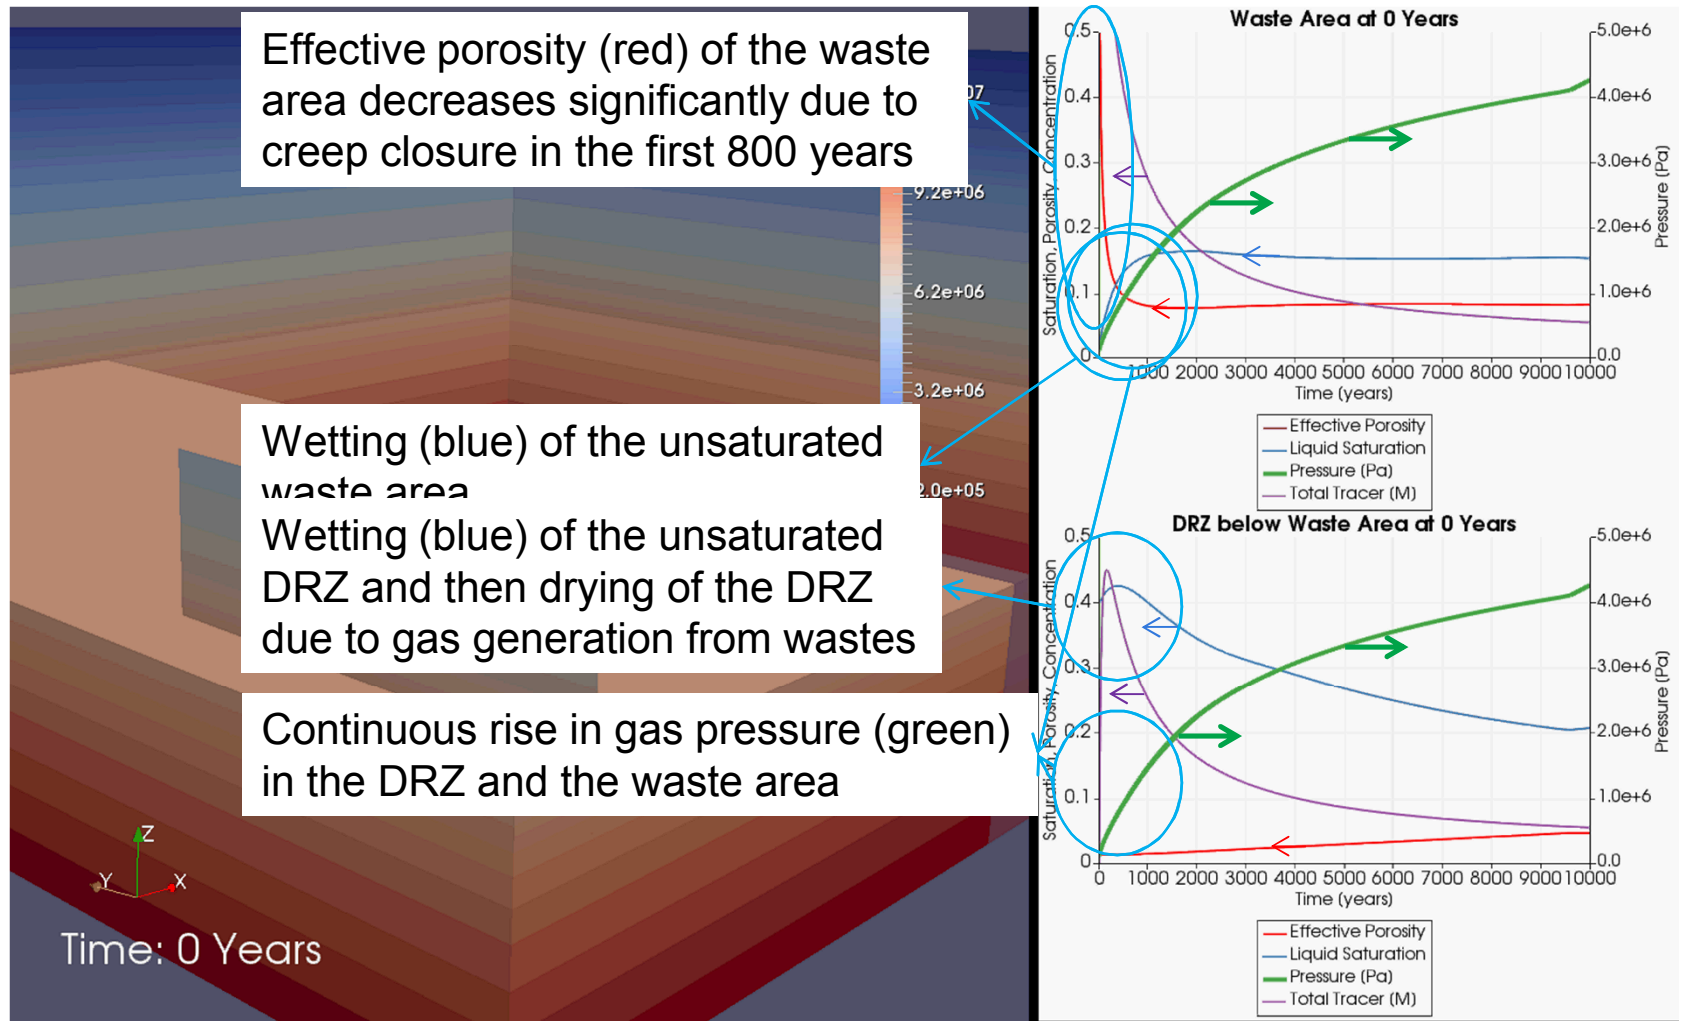 Effective porosity (red) of the waste
area decreases significantly due to
creep closure in the first 800 years
07
9.2e+06
6.2e+06
3.2e+06
2.0e+05
Wetting (blue) of the unsaturated
waste area
Wetting (blue) of the unsaturated
DRZ and then drying of the DRZ
due to gas generation from wastes
Continuous rise in gas pressure (green)
in the DRZ and the waste area
Z
Y
X
Time: 0 Years
Waste Area at 0 Years
Saturation, Porosity, Concentration
0.5
0.4
0.3
0.2
0.1
0
5.0e+6
4.0e+6
3.0e+6
2.0e+6
1.0e+6
0.0
Pressure (Pa)
1000 2000 3000 4000 5000 6000 7000 8000 9000 10000
Time (years)
Effective Porosity
Liquid Saturation
Pressure (Pa)
Total Tracer (M)
DRZ below Waste Area at 0 Years
Saturation, Porosity, Concentration
0.5
0.4
0.3
0.2
0.1
0
5.0e+6
4.0e+6
3.0e+6
2.0e+6
1.0e+6
0.0
Pressure (Pa)
0 1000 2000 3000 4000 5000 6000 7000 8000 9000 10000
Time (years)
Effective Porosity
Liquid Saturation
Pressure (Pa)
Total Tracer (M)